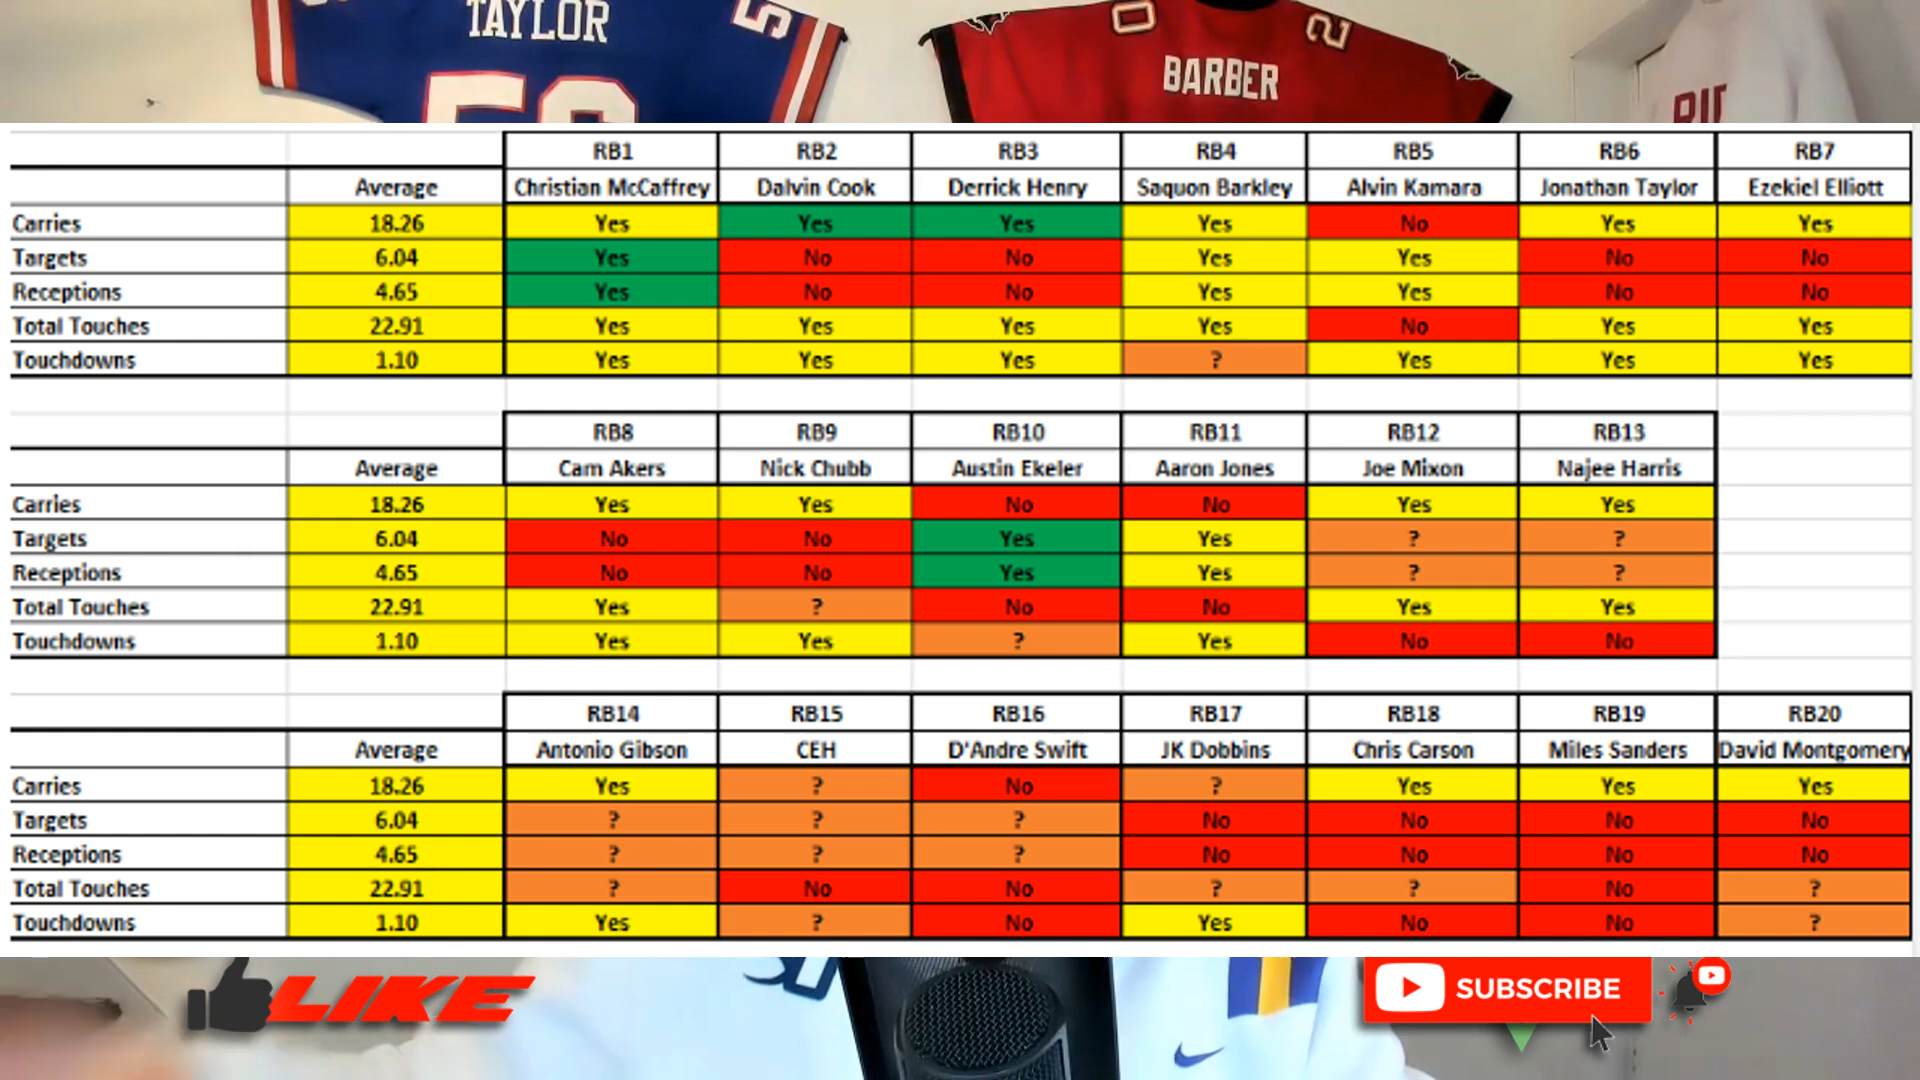 TAYLOR
5
56
0 2
BARBER
RB1 RB2 RB3 RB4 RB5 RB6 RB7
Average Christian McCaffrey Dalvin Cook Derrick Henry Saquon Barkley Alvin Kamara Jonathan Taylor Ezekiel Elliott
Carries 18.26 Yes Yes Yes Yes No Yes Yes
Targets 6.04 Yes No No Yes Yes No No
Receptions 4.65 Yes No No Yes Yes No No
Total Touches 22.91 Yes Yes Yes Yes No Yes Yes
Touchdowns 1.10 Yes Yes Yes ? Yes Yes Yes
RB8 RB9 RB10 RB11 RB12 RB13
Average Cam Akers Nick Chubb Austin Ekeler Aaron Jones Joe Mixon Najee Harris
Carries 18.26 Yes Yes No No Yes Yes
Targets 6.04 No No Yes Yes ? ?
Receptions 4.65 No No Yes Yes ? ?
Total Touches 22.91 Yes ? No No Yes Yes
Touchdowns 1.10 Yes Yes ? Yes No No
RB14 RB15 RB16 RB17 RB18 RB19 RB20
Average Antonio Gibson CEH D'Andre Swift JK Dobbins Chris Carson Miles Sanders David Montgomery
Carries 18.26 Yes ? No ? Yes Yes Yes
Targets 6.04 ? ? ? No No No No
Receptions 4.65 ? ? ? No No No No
Total Touches 22.91 ? No No ? ? No ?
Touchdowns 1.10 Yes ? No Yes No No ?
LIKE
SUBSCRIBE